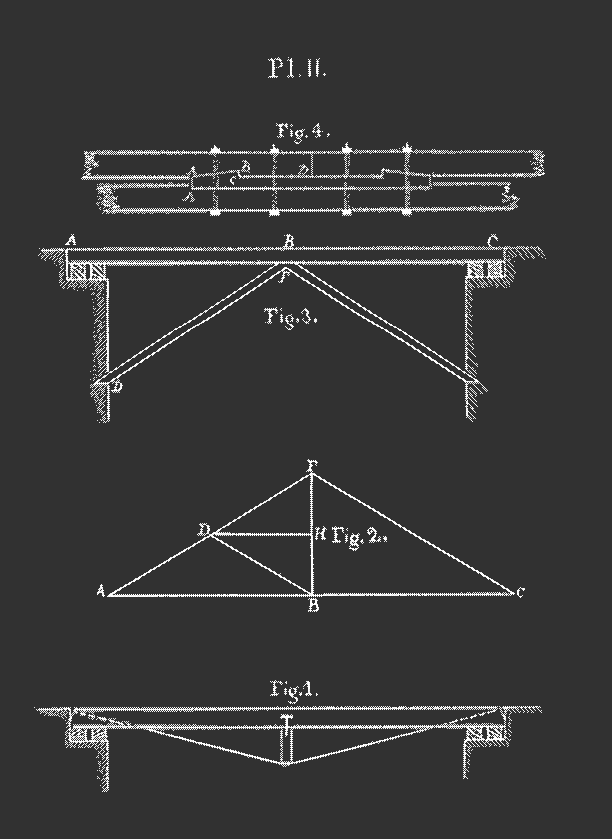 Pl. II.
Fig. 4.
A B C D
A B C
F
Fig. 3.
D
F
D H Fig. 2.
A B C
Fig. 1.